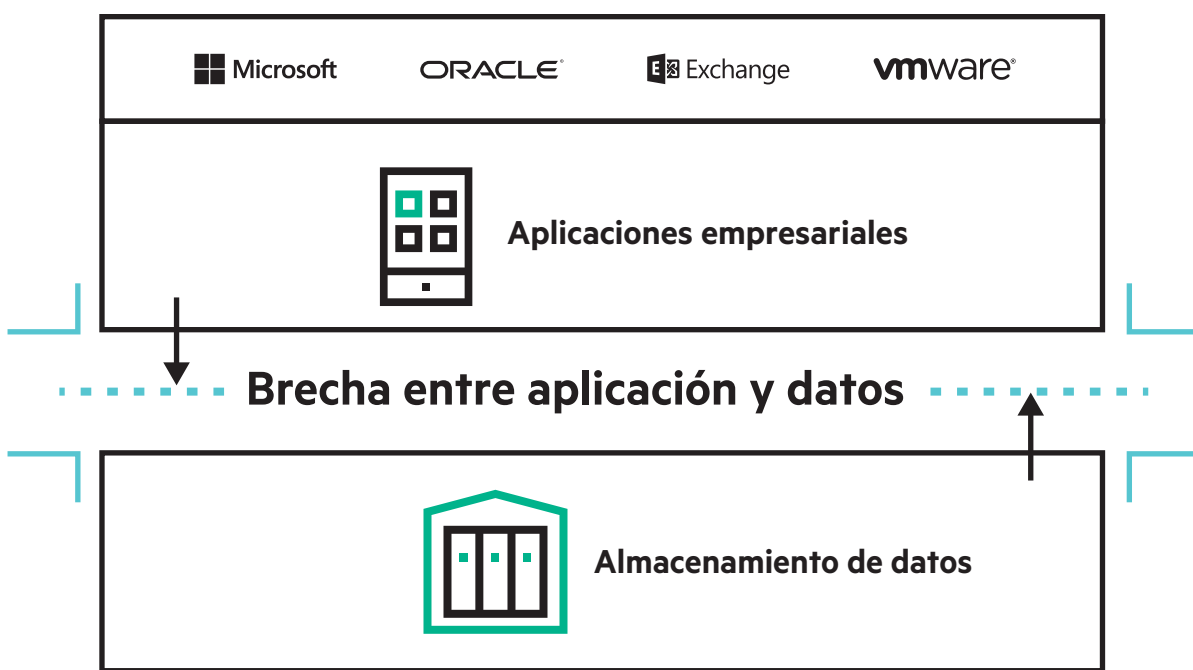 Microsoft ORACLE® E Exchange vmware®
Aplicaciones empresariales
Brecha entre aplicación y datos
Almacenamiento de datos